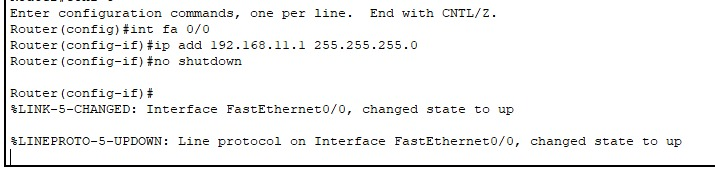 Enter configuration commands, one per line.  End with CNTL/Z.
Router(config)#int fa 0/0
Router(config-if)#ip add 192.168.11.1 255.255.255.0
Router(config-if)#no shutdown
Router(config-if)#
%LINK-5-CHANGED: Interface FastEthernet0/0, changed state to up
%LINEPROTO-5-UPDOWN: Line protocol on Interface FastEthernet0/0, changed state to up